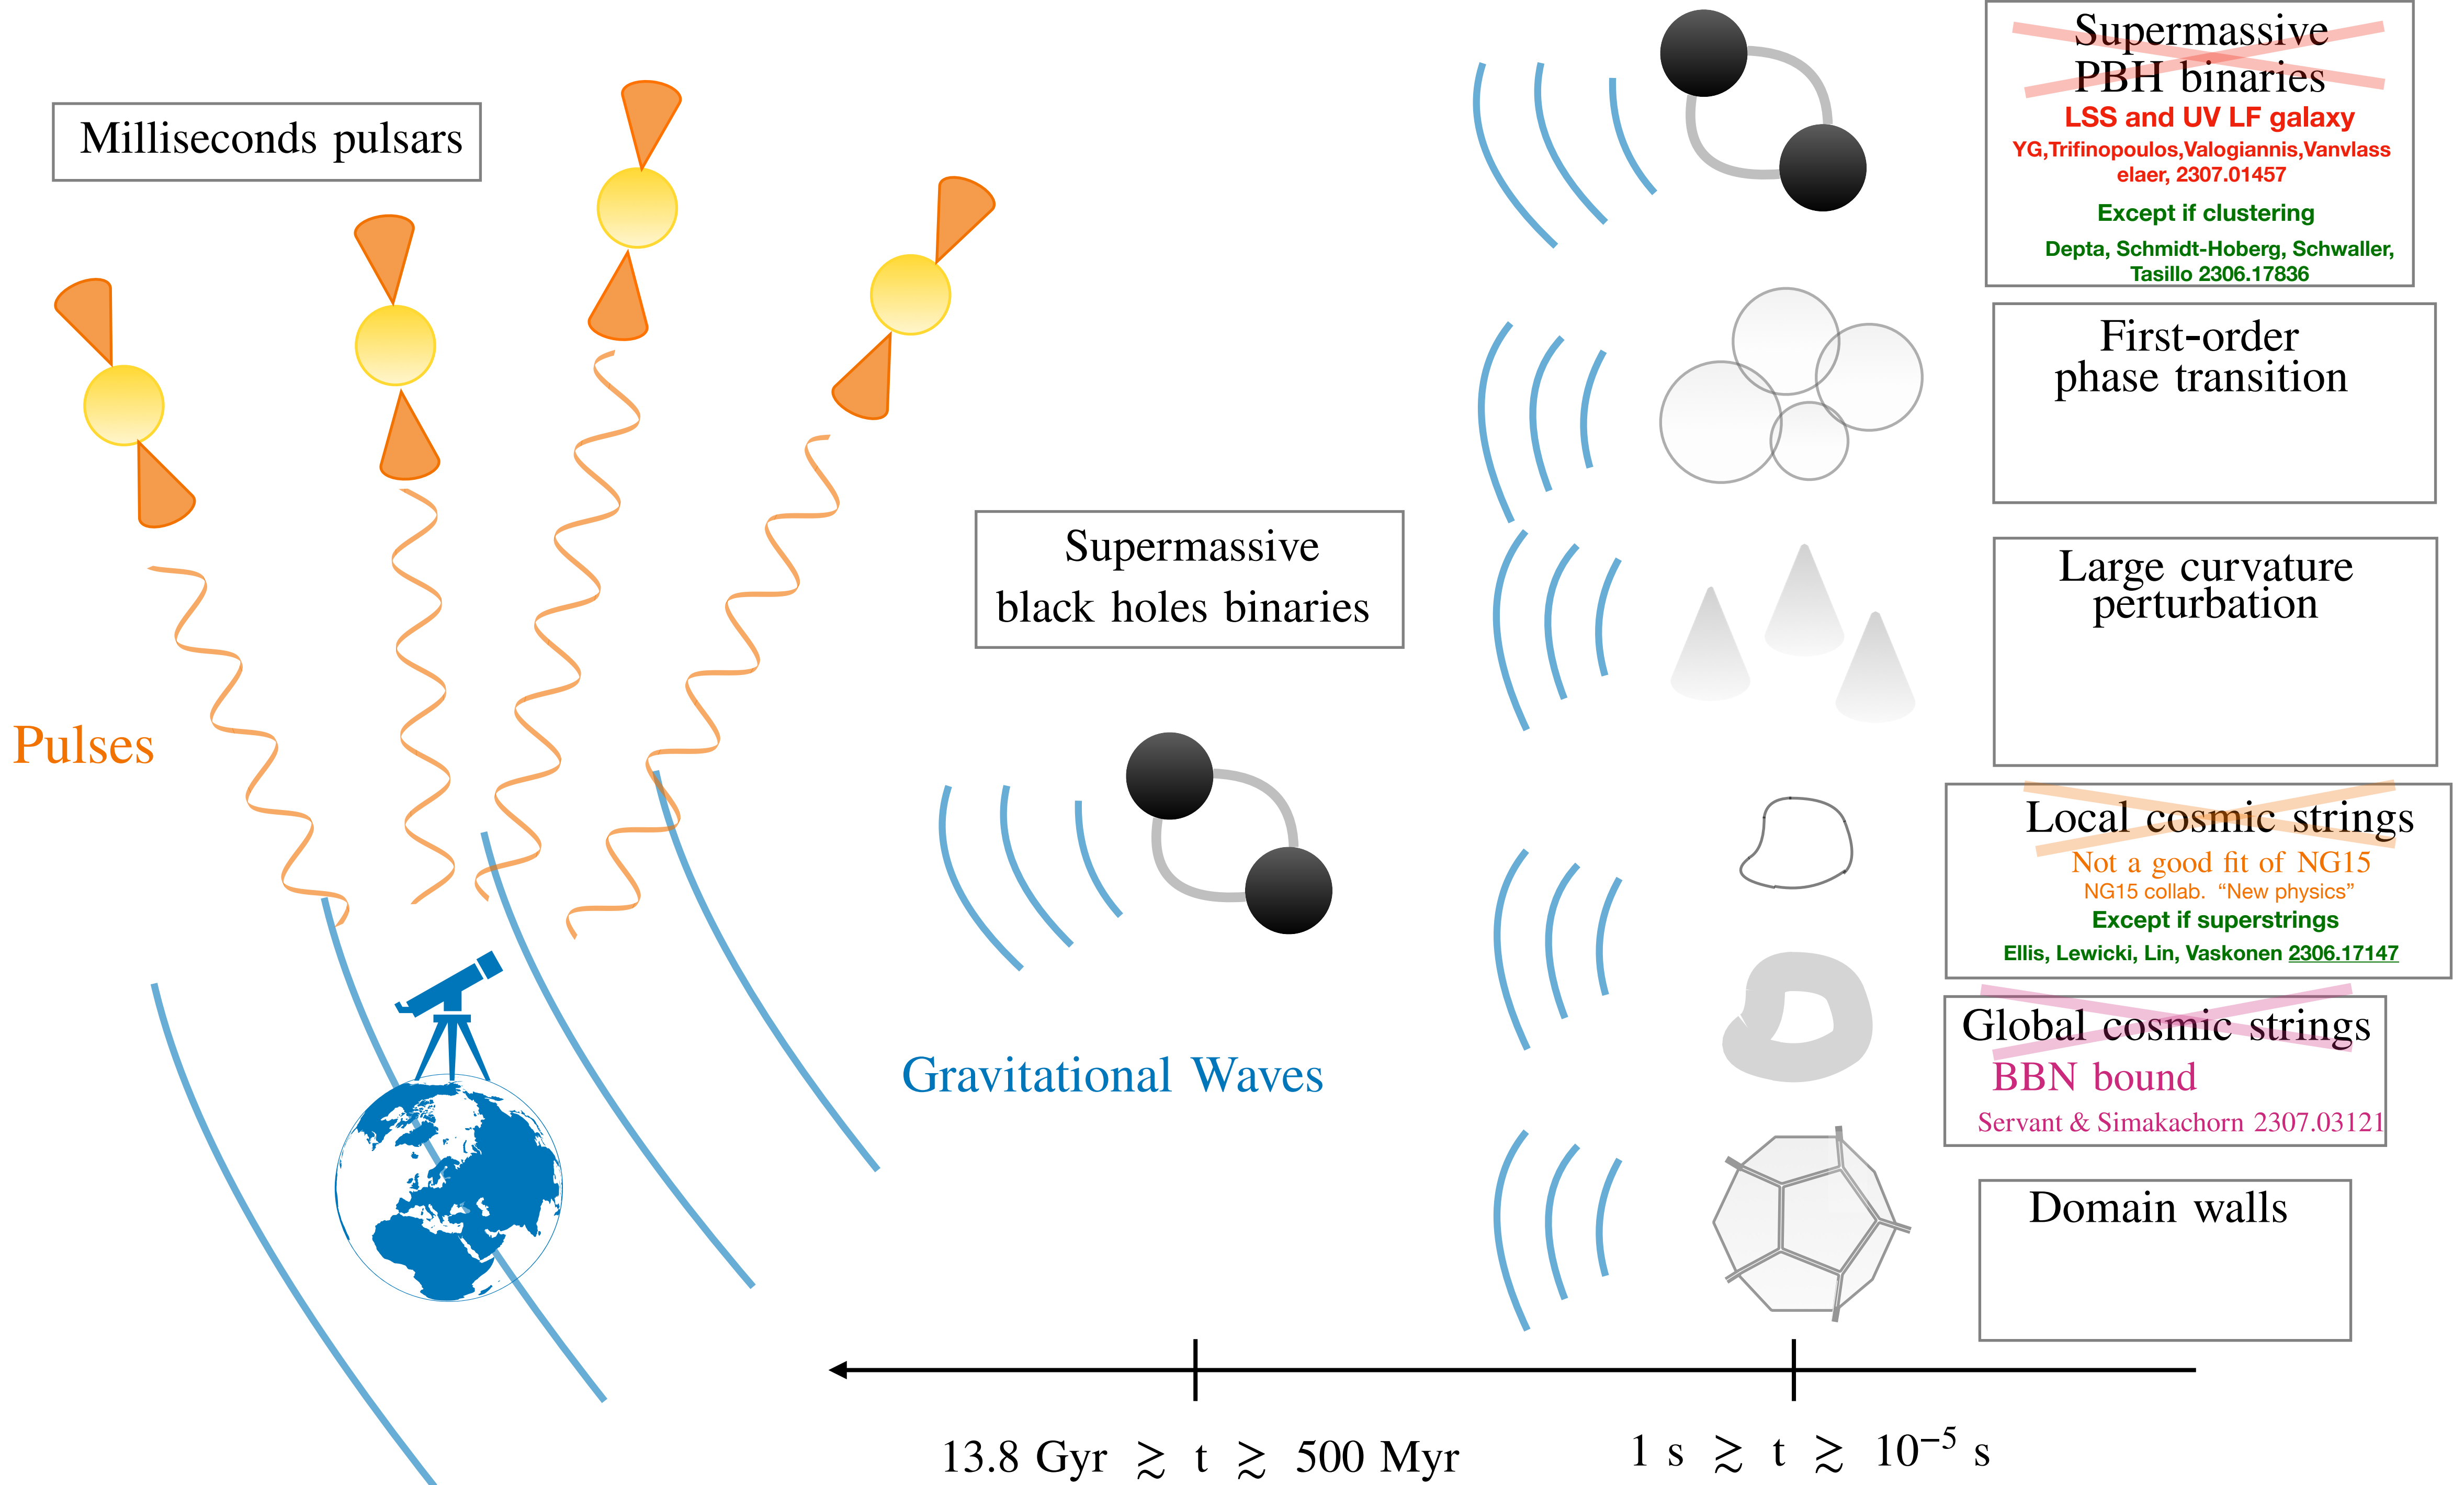 Milliseconds pulsars
Pulses
Supermassive
black holes binaries
Gravitational Waves
Supermassive
PBH binaries
LSS and UV LF galaxy
YG,Trifinopoulos,Valogiannis,Vanvlass
elaer, 2307.01457
Except if clustering
Depta, Schmidt-Hoberg, Schwaller,
Tasillo 2306.17836
First-order
phase transition
Large curvature
perturbation
Local cosmic strings
Not a good fit of NG15
NG15 collab. “New physics”
Except if superstrings
Ellis, Lewicki, Lin, Vaskonen 2306.17147
Global cosmic strings
BBN bound
Servant & Simakachorn 2307.03121
Domain walls
13.8 Gyr ≳ t ≳ 500 Myr
1 s ≳ t ≳ 10⁻⁵ s